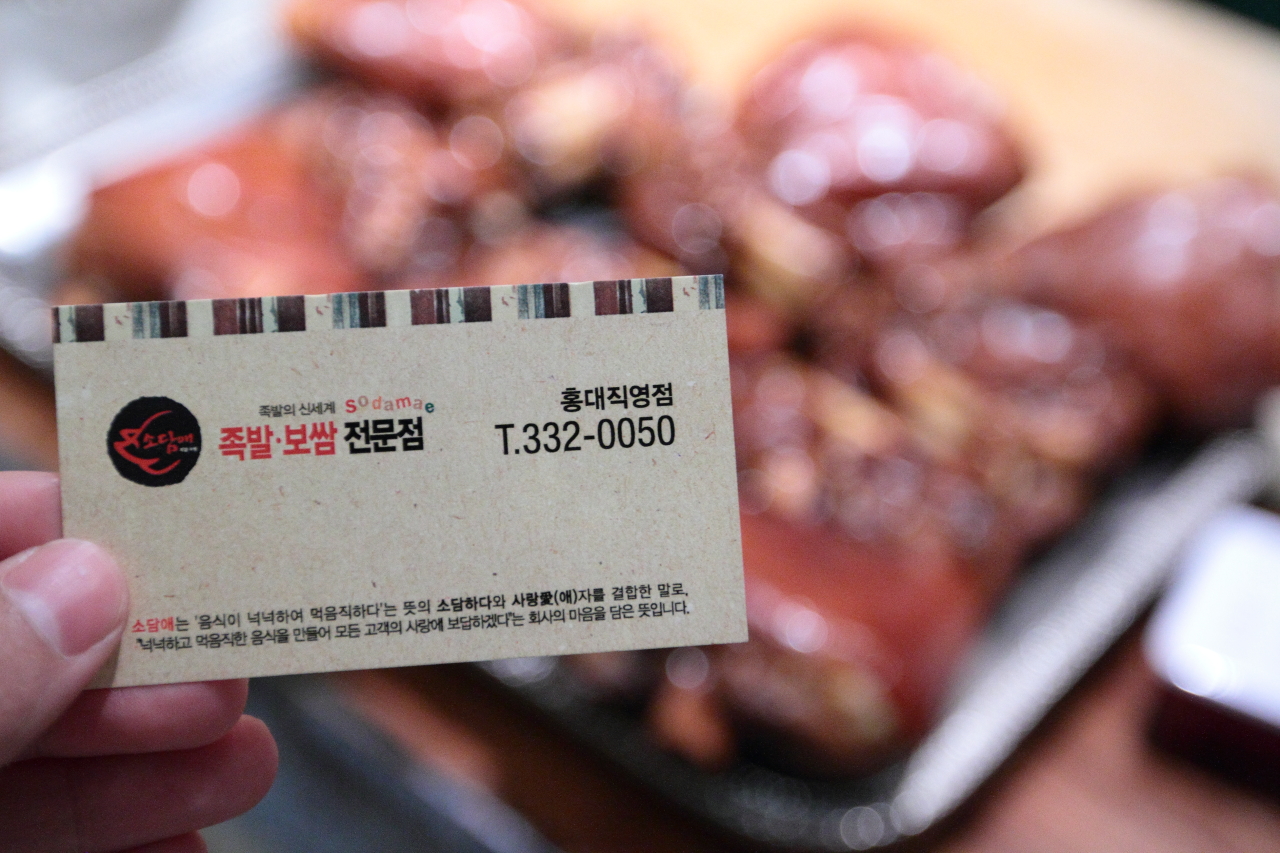 소담애
족발의 신세계 sodamae
족발·보쌈 전문점
홍대직영점
T.332-0050
소담애는 '음식이 넉넉하여 먹음직하다'는 뜻의 소담하다와 사랑愛(애)자를 결합한 말로,
"넉넉하고 먹음직한 음식을 만들어 모든 고객의 사랑에 보답하겠다"는 회사의 마음을 담은 뜻입니다.